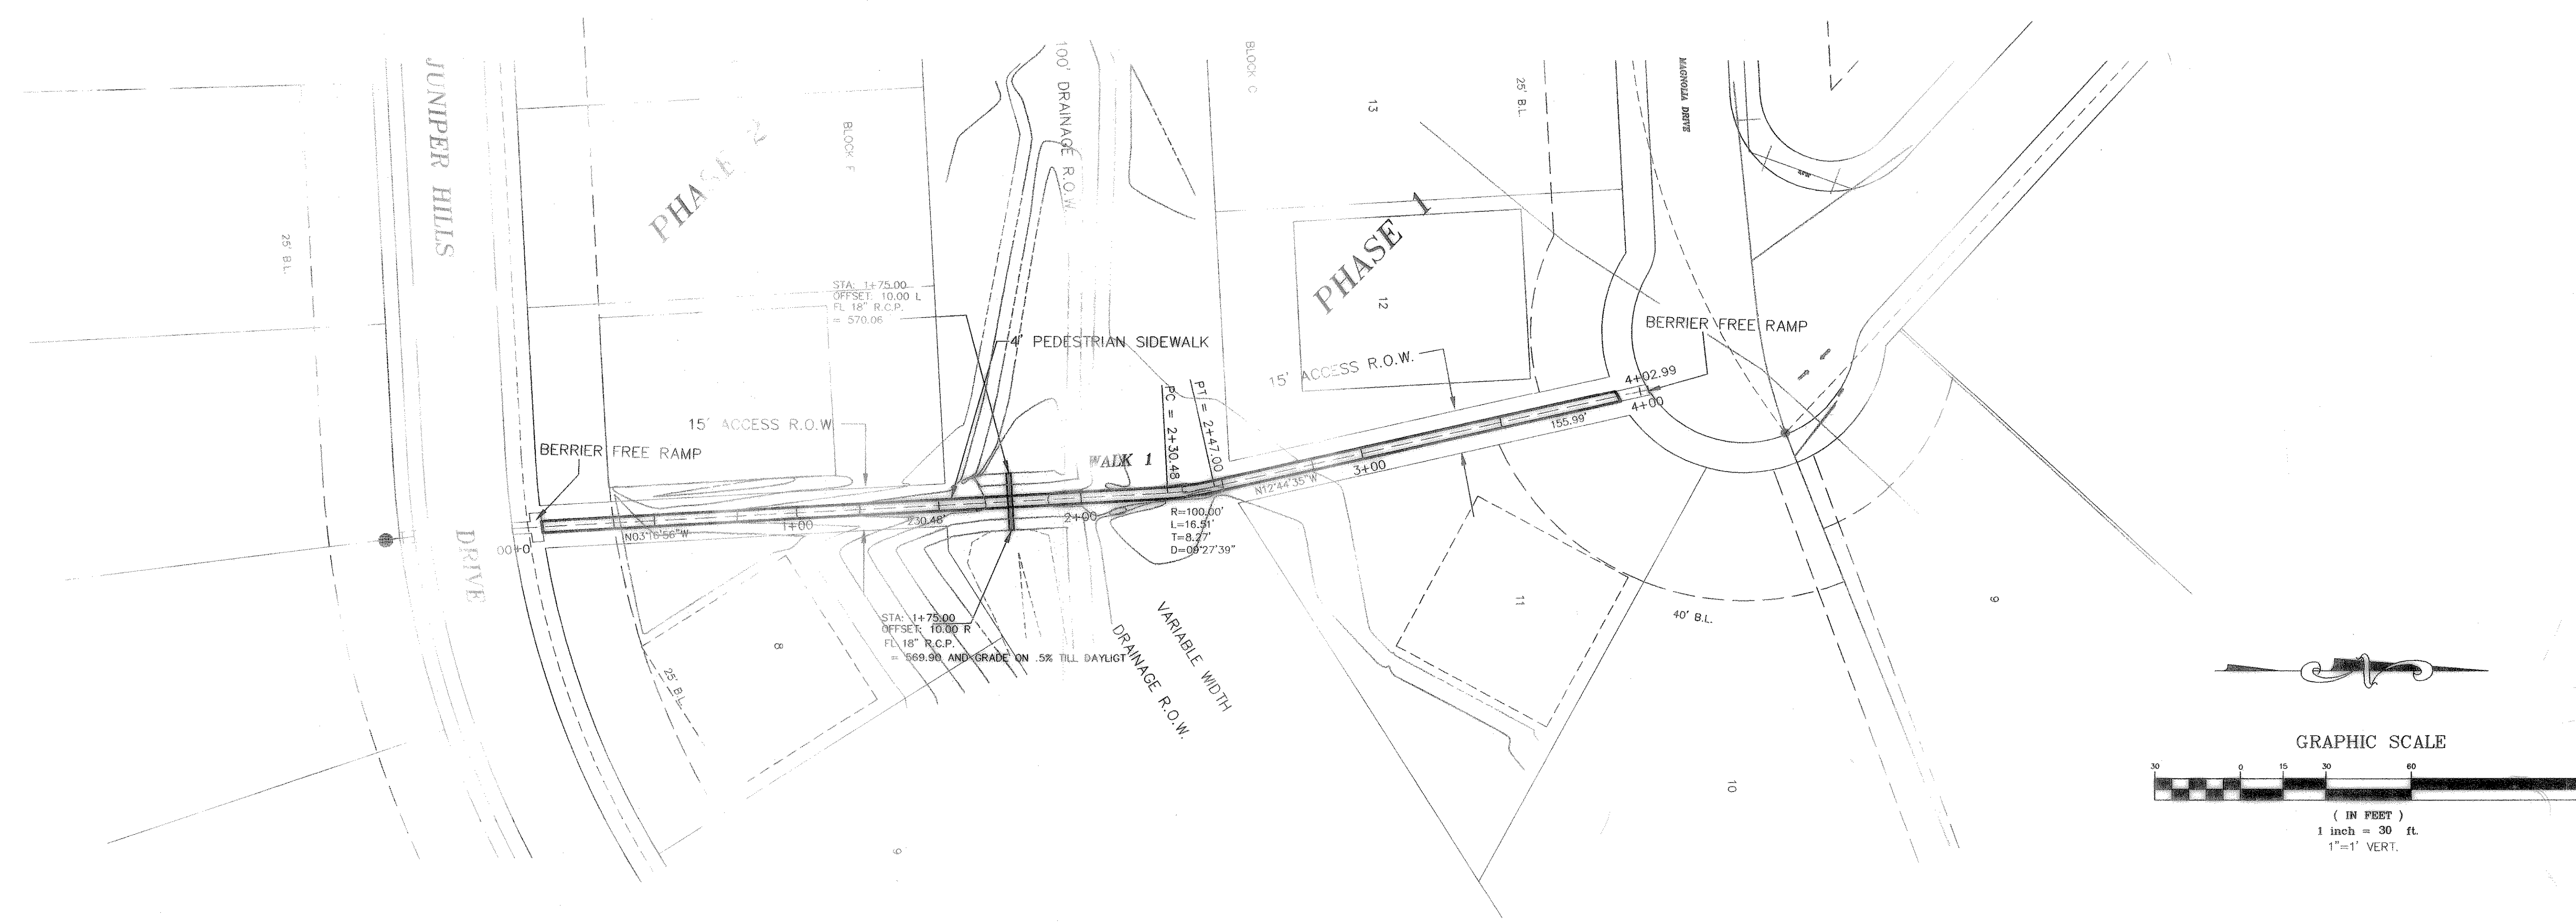 JUNIPER HILLS
DRIVE
25' B.L.
PHASE 2
BLOCK F
100' DRAINAGE R.O.W.
BLOCK C
13
25' B.L.
MAGNOLIA DRIVE
PHASE 1
12
STA: 1+75.00
OFFSET: 10.00 L
FL 18" R.C.P.
= 570.06
4' PEDESTRIAN SIDEWALK
BERRIER FREE RAMP
15' ACCESS R.O.W.
4+02.99
4+00
155.99'
PC = 2+30.48
PT = 2+47.00
15' ACCESS R.O.W.
BERRIER FREE RAMP
WALK 1
3+00
N12°44'35"W
R=100.00'
L=16.51'
T=8.27'
D=09°27'39"
2+00
230.48'
1+00
N03°16'56"W
00+0
STA: 1+75.00
OFFSET: 10.00 R
FL 18" R.C.P.
= 569.90 AND GRADE ON .5% TILL DAYLIGT
8
25' B.L.
VARIABLE WIDTH
DRAINAGE R.O.W.
11
40' B.L.
9
10
9
GRAPHIC SCALE
30 0 15 30 60
( IN FEET )
1 inch = 30 ft.
1"=1' VERT.